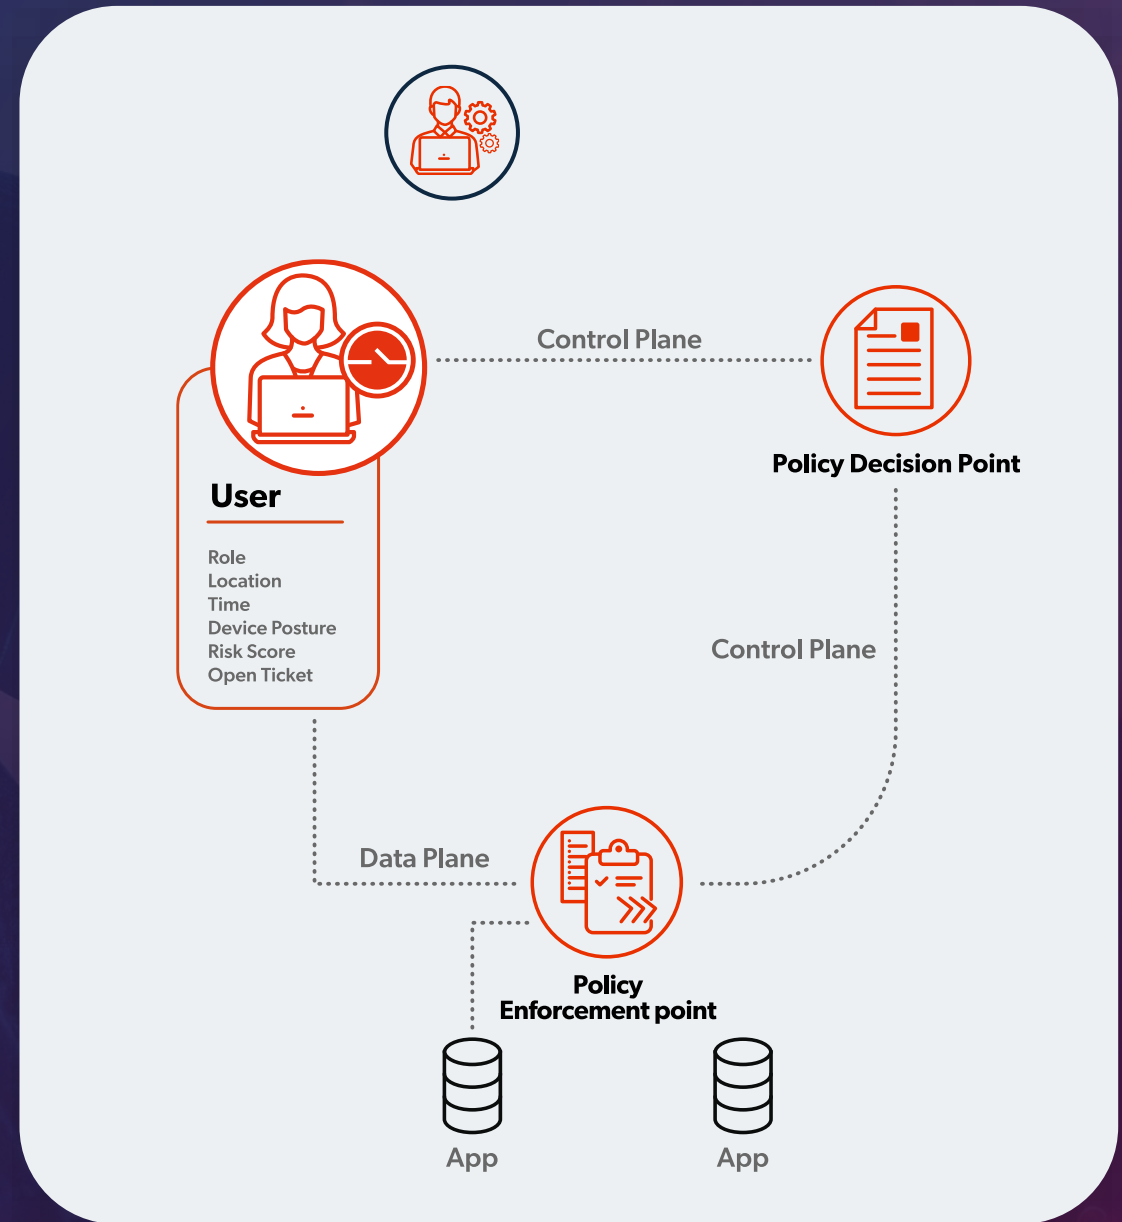 Control Plane
Policy Decision Point
User
Role
Location
Time
Device Posture
Risk Score
Open Ticket
Control Plane
Data Plane
Policy
Enforcement point
App
App